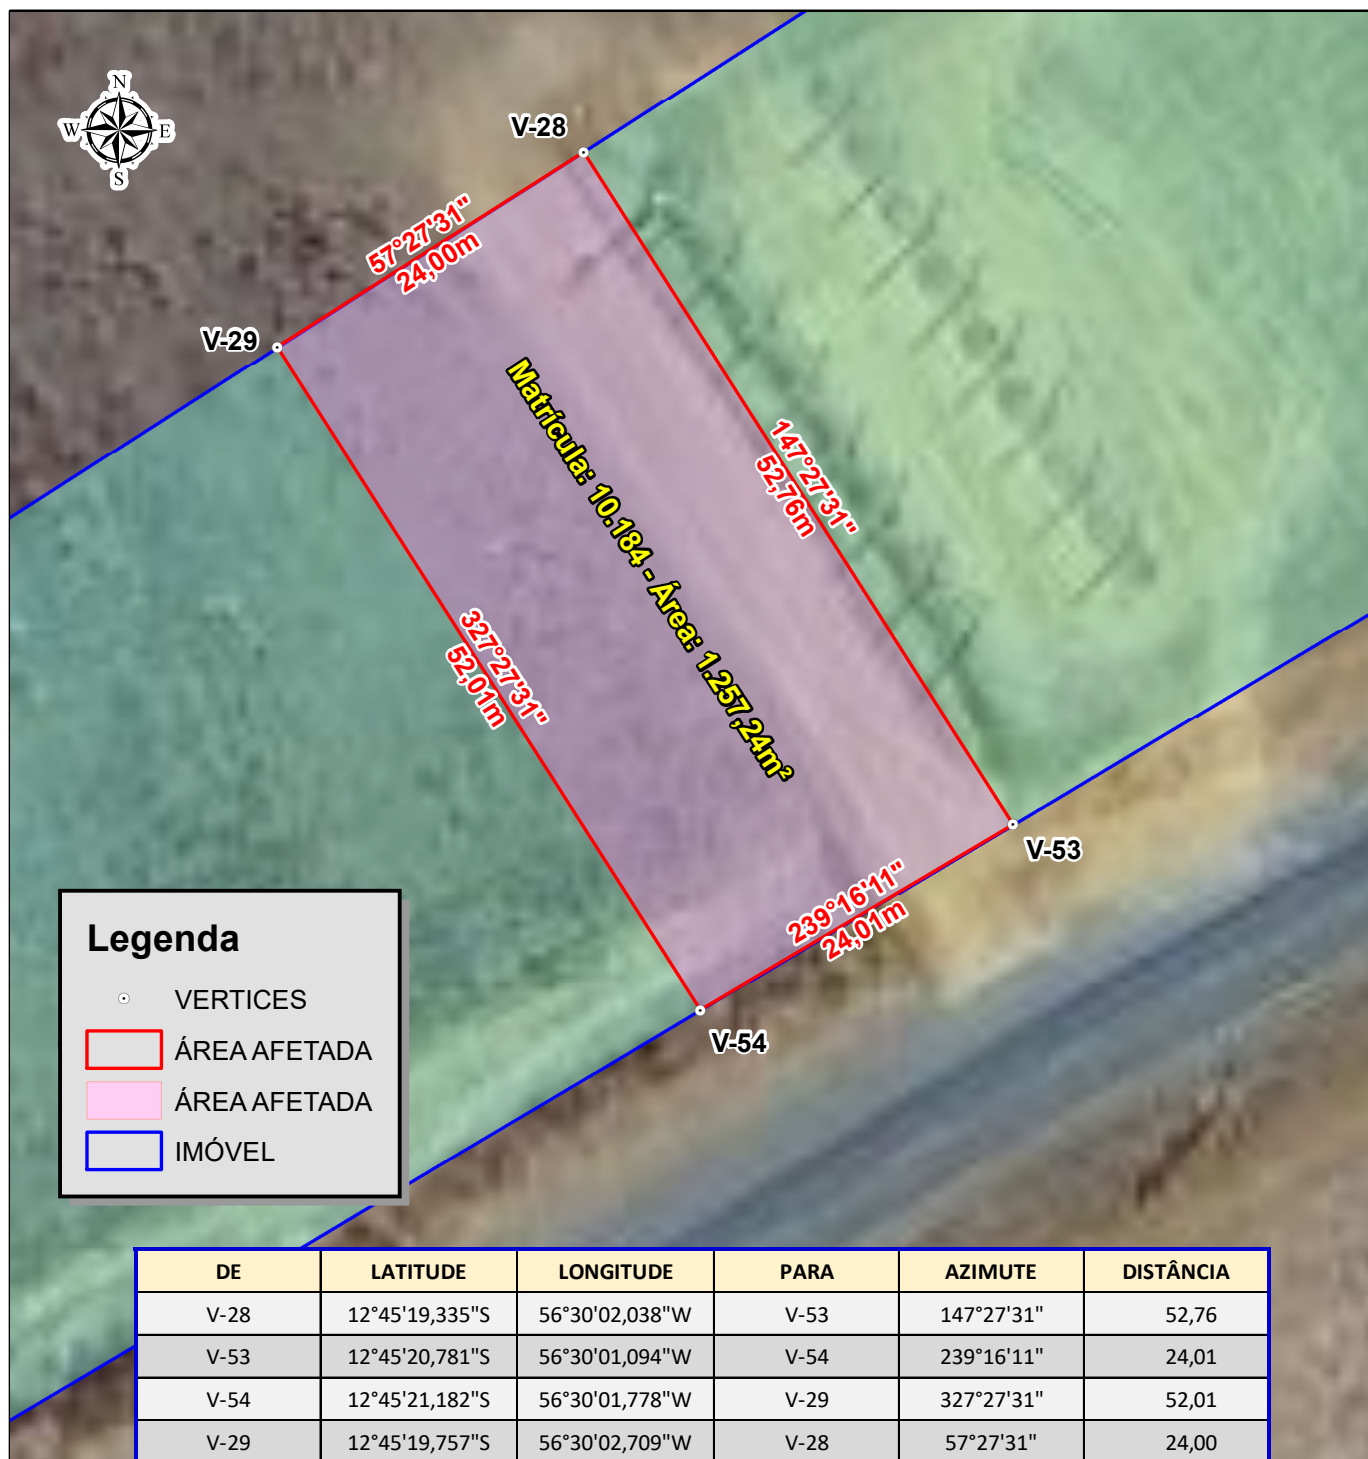 N
W E
S
V-28
57°27'31"
24,00m
V-29
Matrícula: 10.184 - Área: 1.257,24m²
147°27'31"
52,76m
327°27'31"
52,01m
V-53
239°16'11"
24,01m
V-54
Legenda
VERTICES
ÁREA AFETADA
ÁREA AFETADA
IMÓVEL
DE LATITUDE LONGITUDE PARA AZIMUTE DISTÂNCIA
V-28 12°45'19,335"S 56°30'02,038"W V-53 147°27'31" 52,76
V-53 12°45'20,781"S 56°30'01,094"W V-54 239°16'11" 24,01
V-54 12°45'21,182"S 56°30'01,778"W V-29 327°27'31" 52,01
V-29 12°45'19,757"S 56°30'02,709"W V-28 57°27'31" 24,00